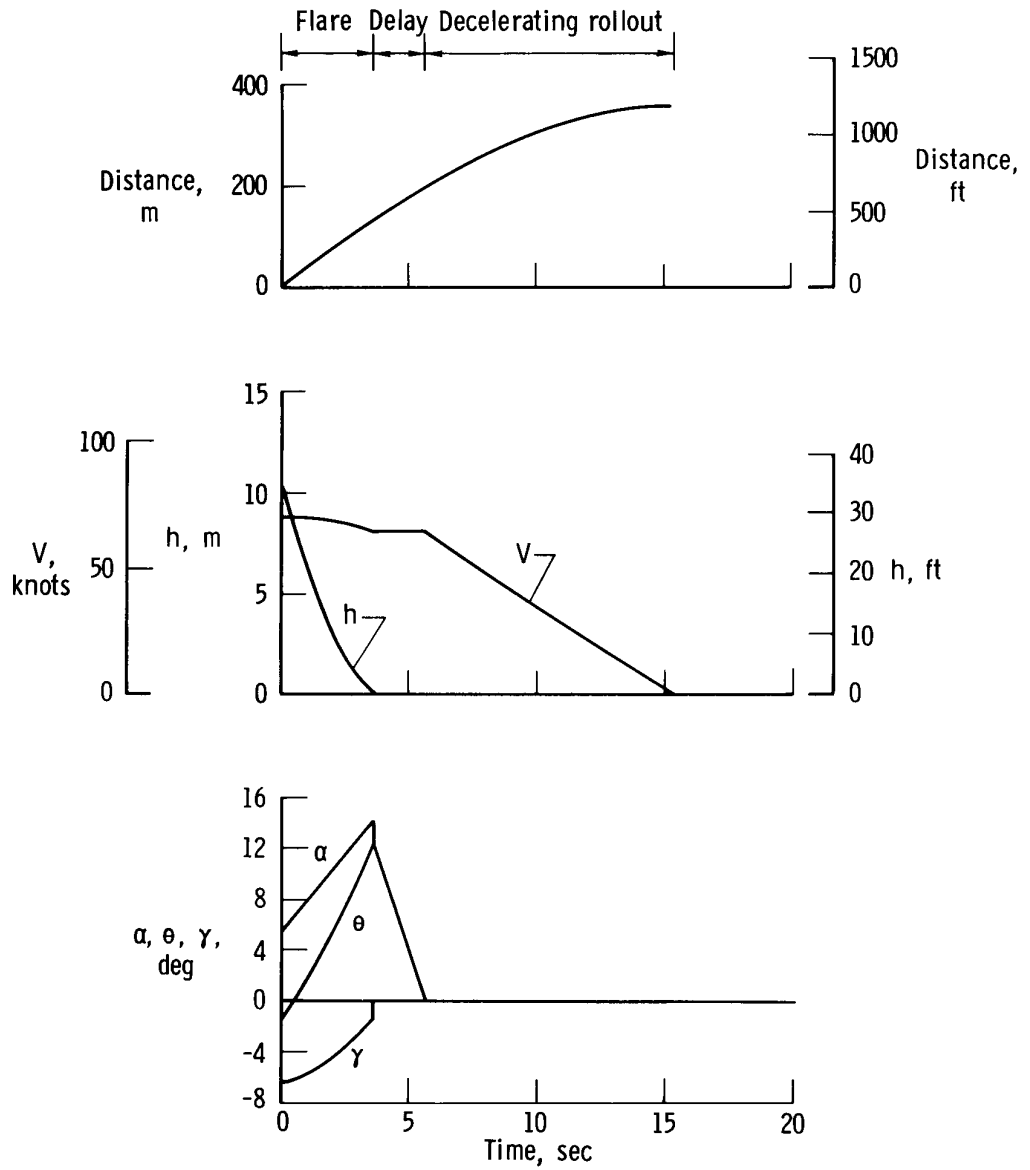 Flare Delay Decelerating rollout
400
200
0
Distance,
m
1500
1000
500
0
Distance,
ft
15
10
5
0
h, m
100
50
0
V,
knots
40
30
20
10
0
h, ft
V
h
16
12
8
4
0
-4
-8
α, θ, γ,
deg
α
θ
γ
0 5 10 15 20
Time, sec